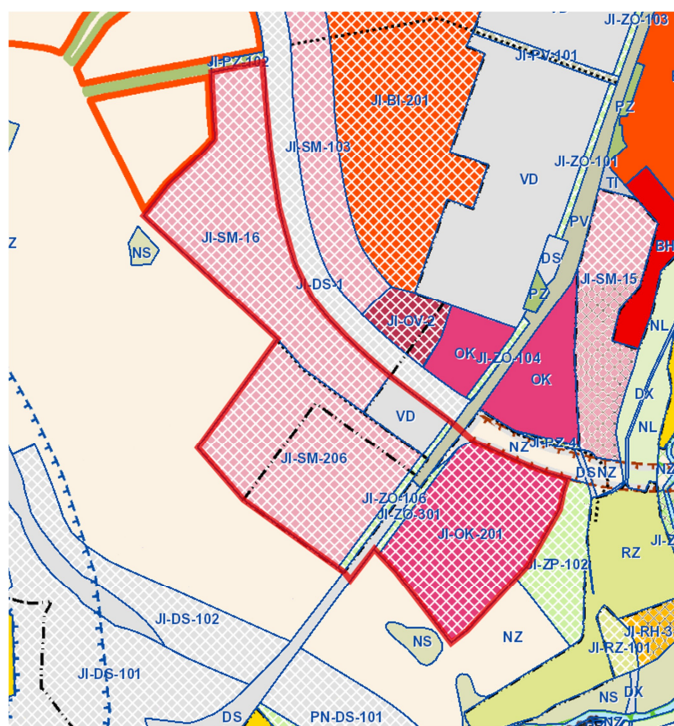 JI-ZO-103
JI-PV-101
JI-PZ-102
JI-BI-201
PZ
JI-SM-103
JI-ZO-101
VD
TI
PV
JI-SM-16
NS
BH
DS
JI-SM-15
JI-DS-1
PZ
JI-OV-2
NL
OK
JI-ZO-104
OK
DX
VD
NL
NZ
JI-PZ-4
JI-SM-206
DS
NZ
NZ
JI-ZO-106
JI-ZO-301
JI-OK-201
JI-ZP-102
RZ
JI-DS-102
JI-RH-3
NS
NZ
JI-RZ-101
JI-DS-101
NS
DX
DS
PN-DS-101
NZ